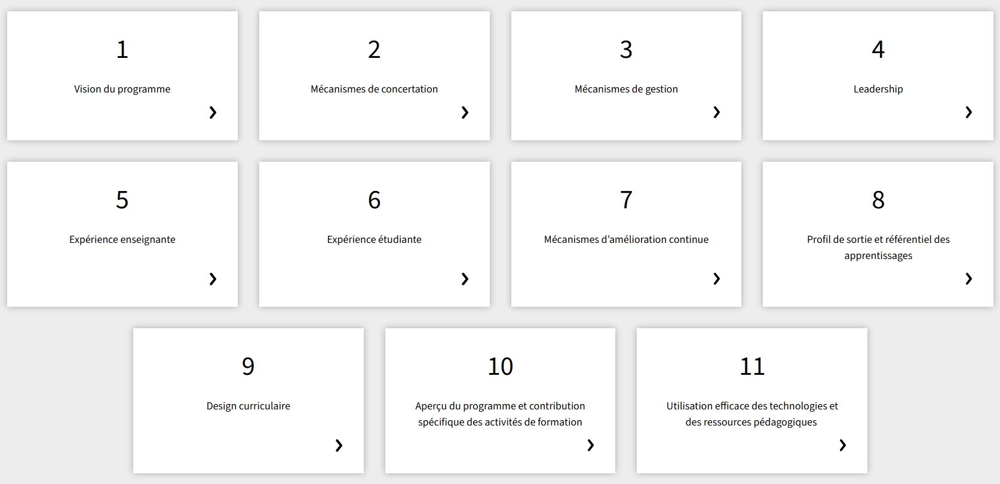 1
Vision du programme
2
Mécanismes de concertation
3
Mécanismes de gestion
4
Leadership
5
Expérience enseignante
6
Expérience étudiante
7
Mécanismes d’amélioration continue
8
Profil de sortie et référentiel des
apprentissages
9
Design curriculaire
10
Aperçu du programme et contribution
spécifique des activités de formation
11
Utilisation efficace des technologies et
des ressources pédagogiques